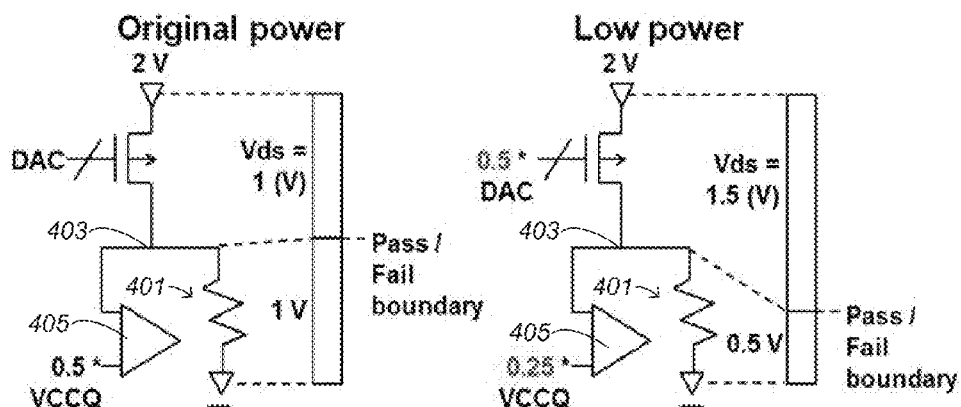 Original power
2 V
DAC
Vds =
1 (V)
403
401
405
1 V
0.5 *
VCCQ
Pass /
Fail
boundary
Low power
2 V
0.5 *
DAC
Vds =
1.5 (V)
403
401
405
0.5 V
0.25 *
VCCQ
Pass /
Fail
boundary